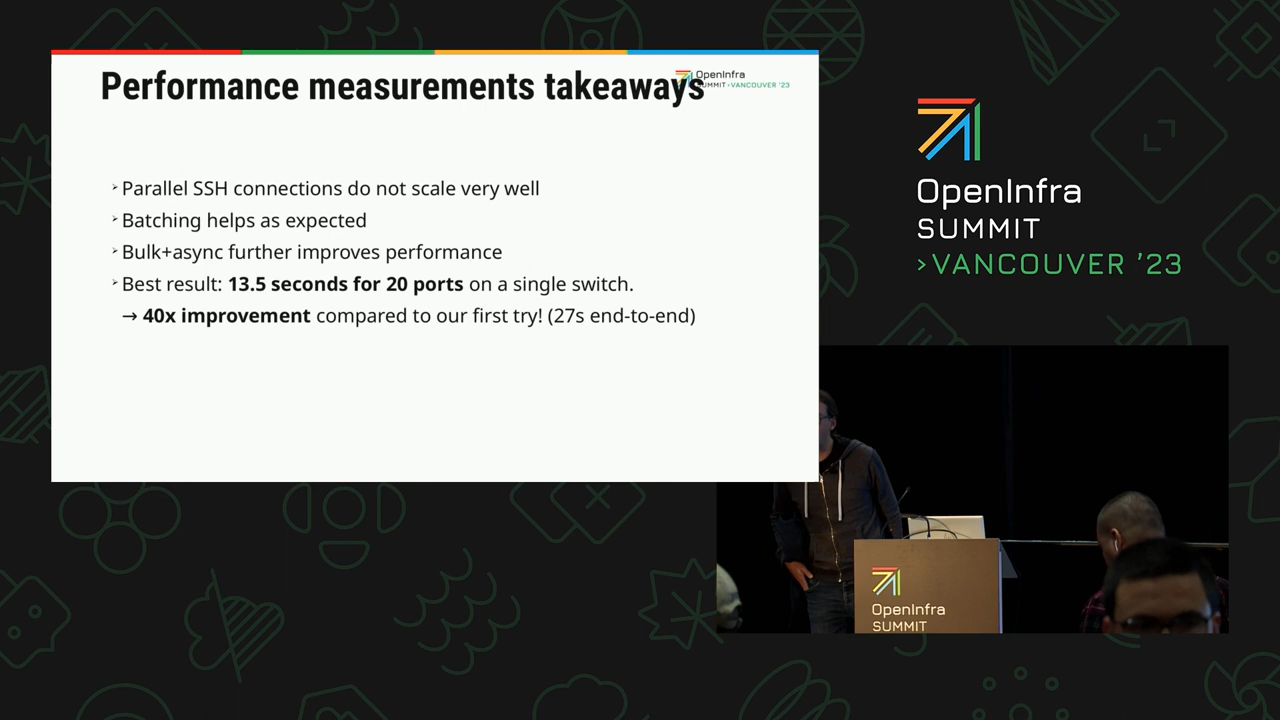 Performance measurements takeaways
OpenInfra
SUMMIT›VANCOUVER '23
Parallel SSH connections do not scale very well
Batching helps as expected
Bulk+async further improves performance
Best result: 13.5 seconds for 20 ports on a single switch.
→ 40x improvement compared to our first try! (27s end-to-end)
OpenInfra
SUMMIT
›VANCOUVER '23
OpenInfra
SUMMIT